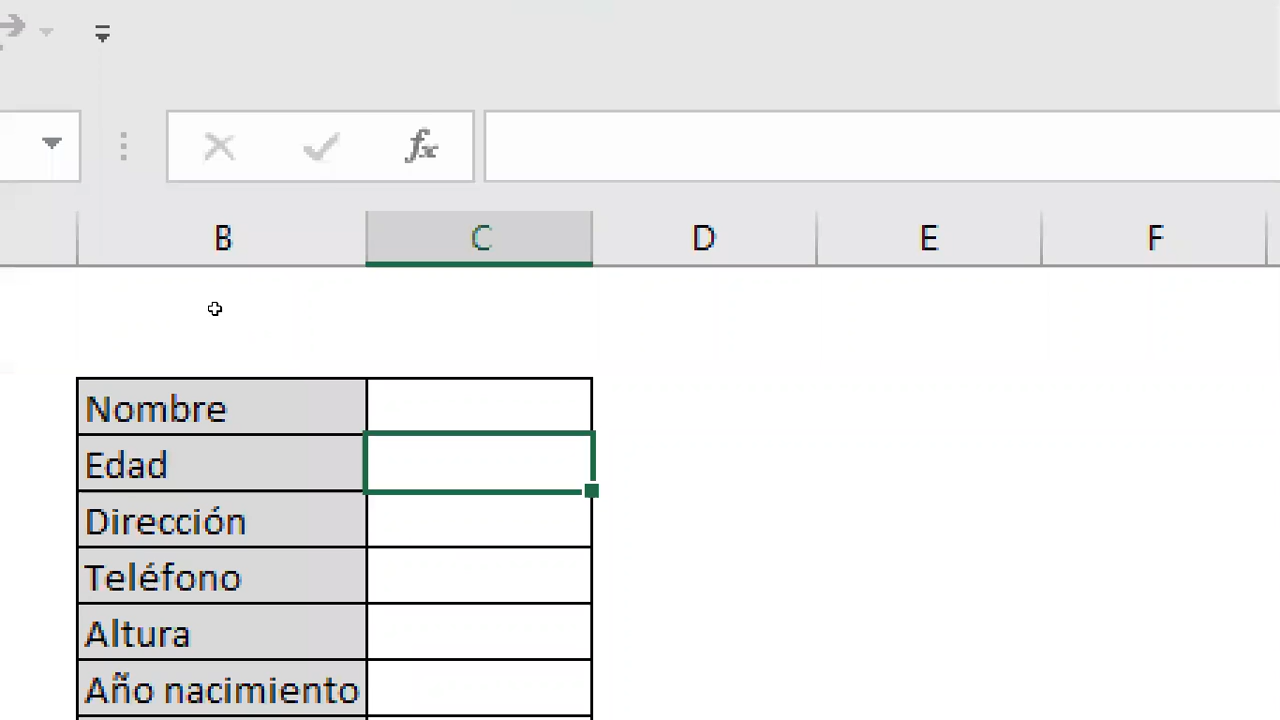 fx
B C D E F
Nombre
Edad
Dirección
Teléfono
Altura
Año nacimiento